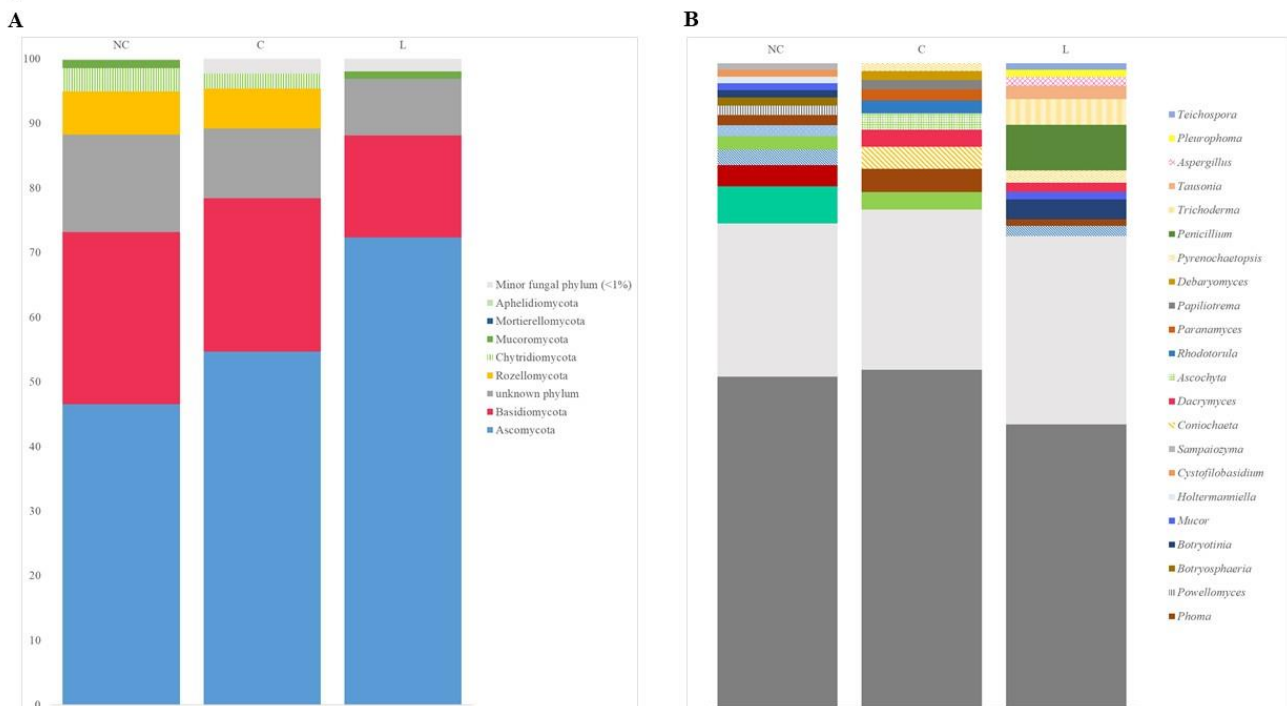 A
NC
C
L
100
90
80
70
60
50
40
30
20
10
0
Minor fungal phylum (<1%)
Aphelidiomycota
Mortierellomycota
Mucoromycota
Chytridiomycota
Rozellomycota
unknown phylum
Basidiomycota
Ascomycota
B
NC
C
L
Teichospora
Pleurophoma
Aspergillus
Tausonia
Trichoderma
Penicillium
Pyrenochaetopsis
Debaryomyces
Papiliotrema
Paranamyces
Rhodotorula
Ascochyta
Dacrymyces
Coniochaeta
Sampaiozyma
Cystofilobasidium
Holtermanniella
Mucor
Botryotinia
Botryosphaeria
Powellomyces
Phoma